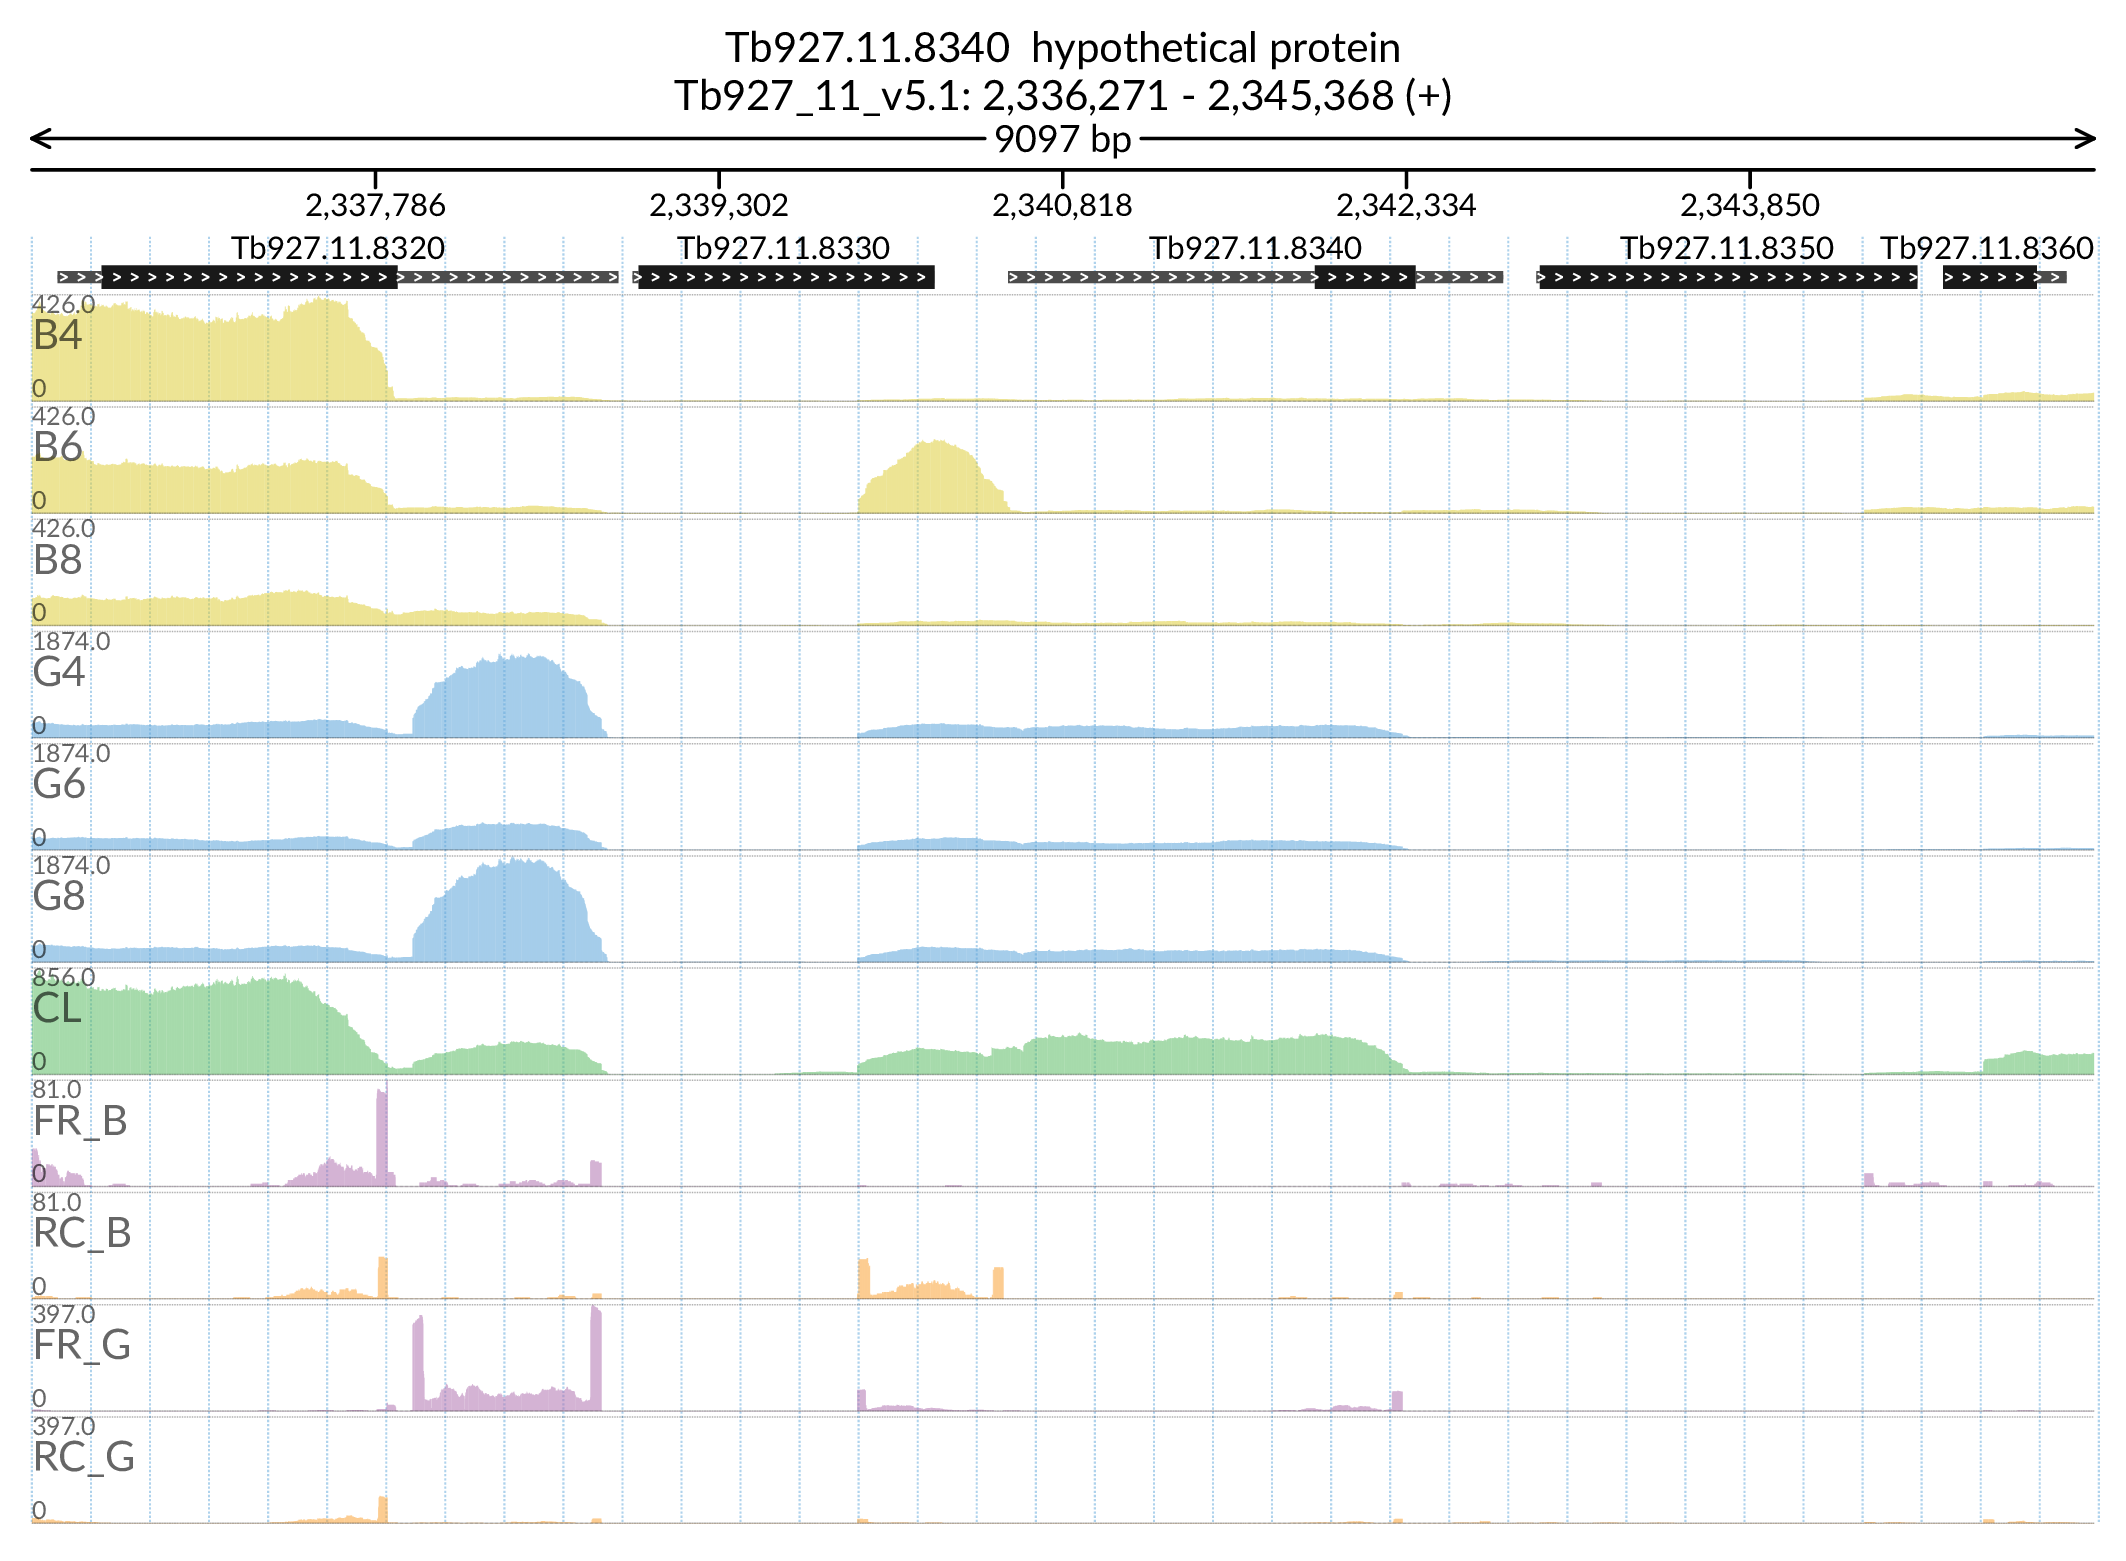 Tb927.11.8340 hypothetical protein
Tb927_11_v5.1: 2,336,271 - 2,345,368 (+)
9097 bp
2,337,786 2,339,302 2,340,818 2,342,334 2,343,850
Tb927.11.8320 Tb927.11.8330 Tb927.11.8340 Tb927.11.8350 Tb927.11.8360
426.0
B4
0
426.0
B6
0
426.0
B8
0
1874.0
G4
0
1874.0
G6
0
1874.0
G8
0
856.0
CL
0
81.0
FR_B
0
81.0
RC_B
0
397.0
FR_G
0
397.0
RC_G
0